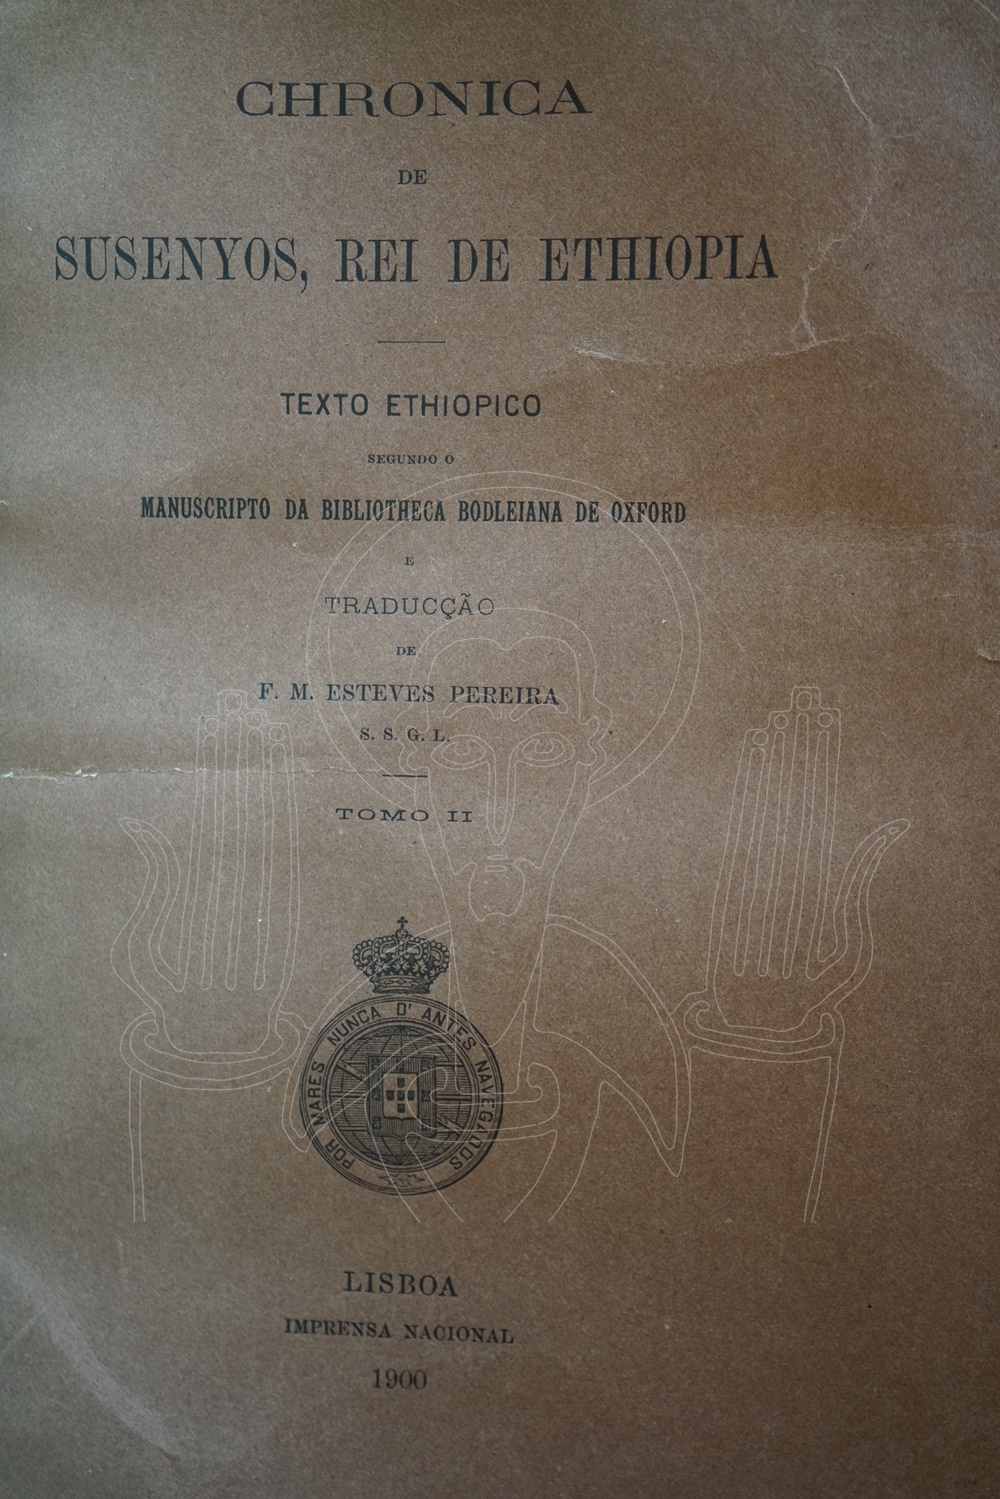 CHRONICA
DE
SUSENYOS, REI DE ETHIOPIA
TEXTO ETHIOPICO
SEGUNDO O
MANUSCRIPTO DA BIBLIOTHECA BODLEIANA DE OXFORD
E
TRADUCÇÃO
DE
F. M. ESTEVES PEREIRA
S. S. G. L.
TOMO II
POR MARES NUNCA D' ANTES NAVEGADOS
LISBOA
IMPRENSA NACIONAL
1900